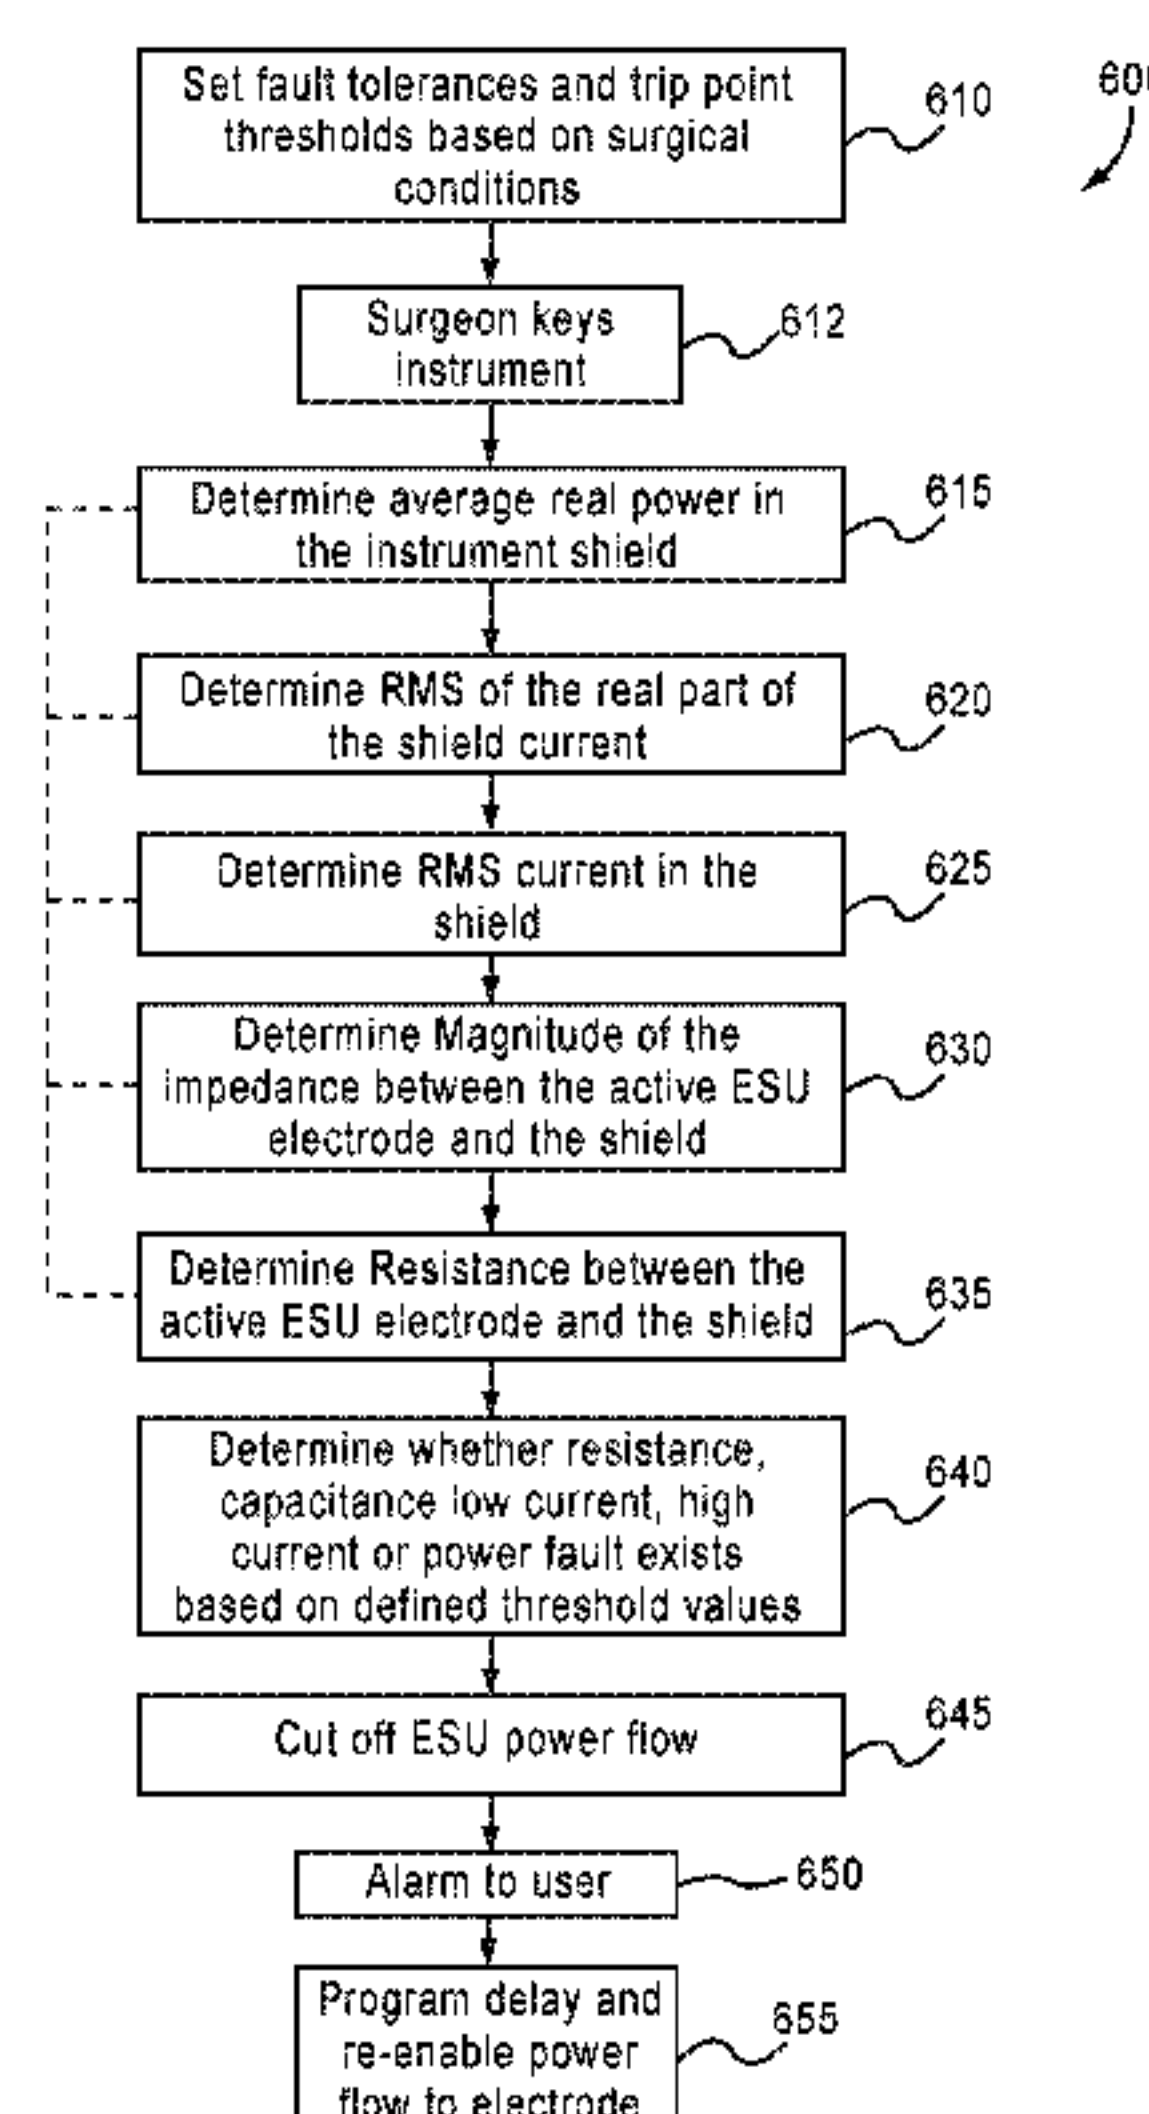 Set fault tolerances and trip point
thresholds based on surgical
conditions
610
Surgeon keys
instrument
612
Determine average real power in
the instrument shield
615
Determine RMS of the real part of
the shield current
620
Determine RMS current in the
shield
625
Determine Magnitude of the
impedance between the active ESU
electrode and the shield
630
Determine Resistance between the
active ESU electrode and the shield
635
Determine whether resistance,
capacitance low current, high
current or power fault exists
based on defined threshold values
640
Cut off ESU power flow
645
Alarm to user
650
Program delay and
re-enable power
flow to electrode
655